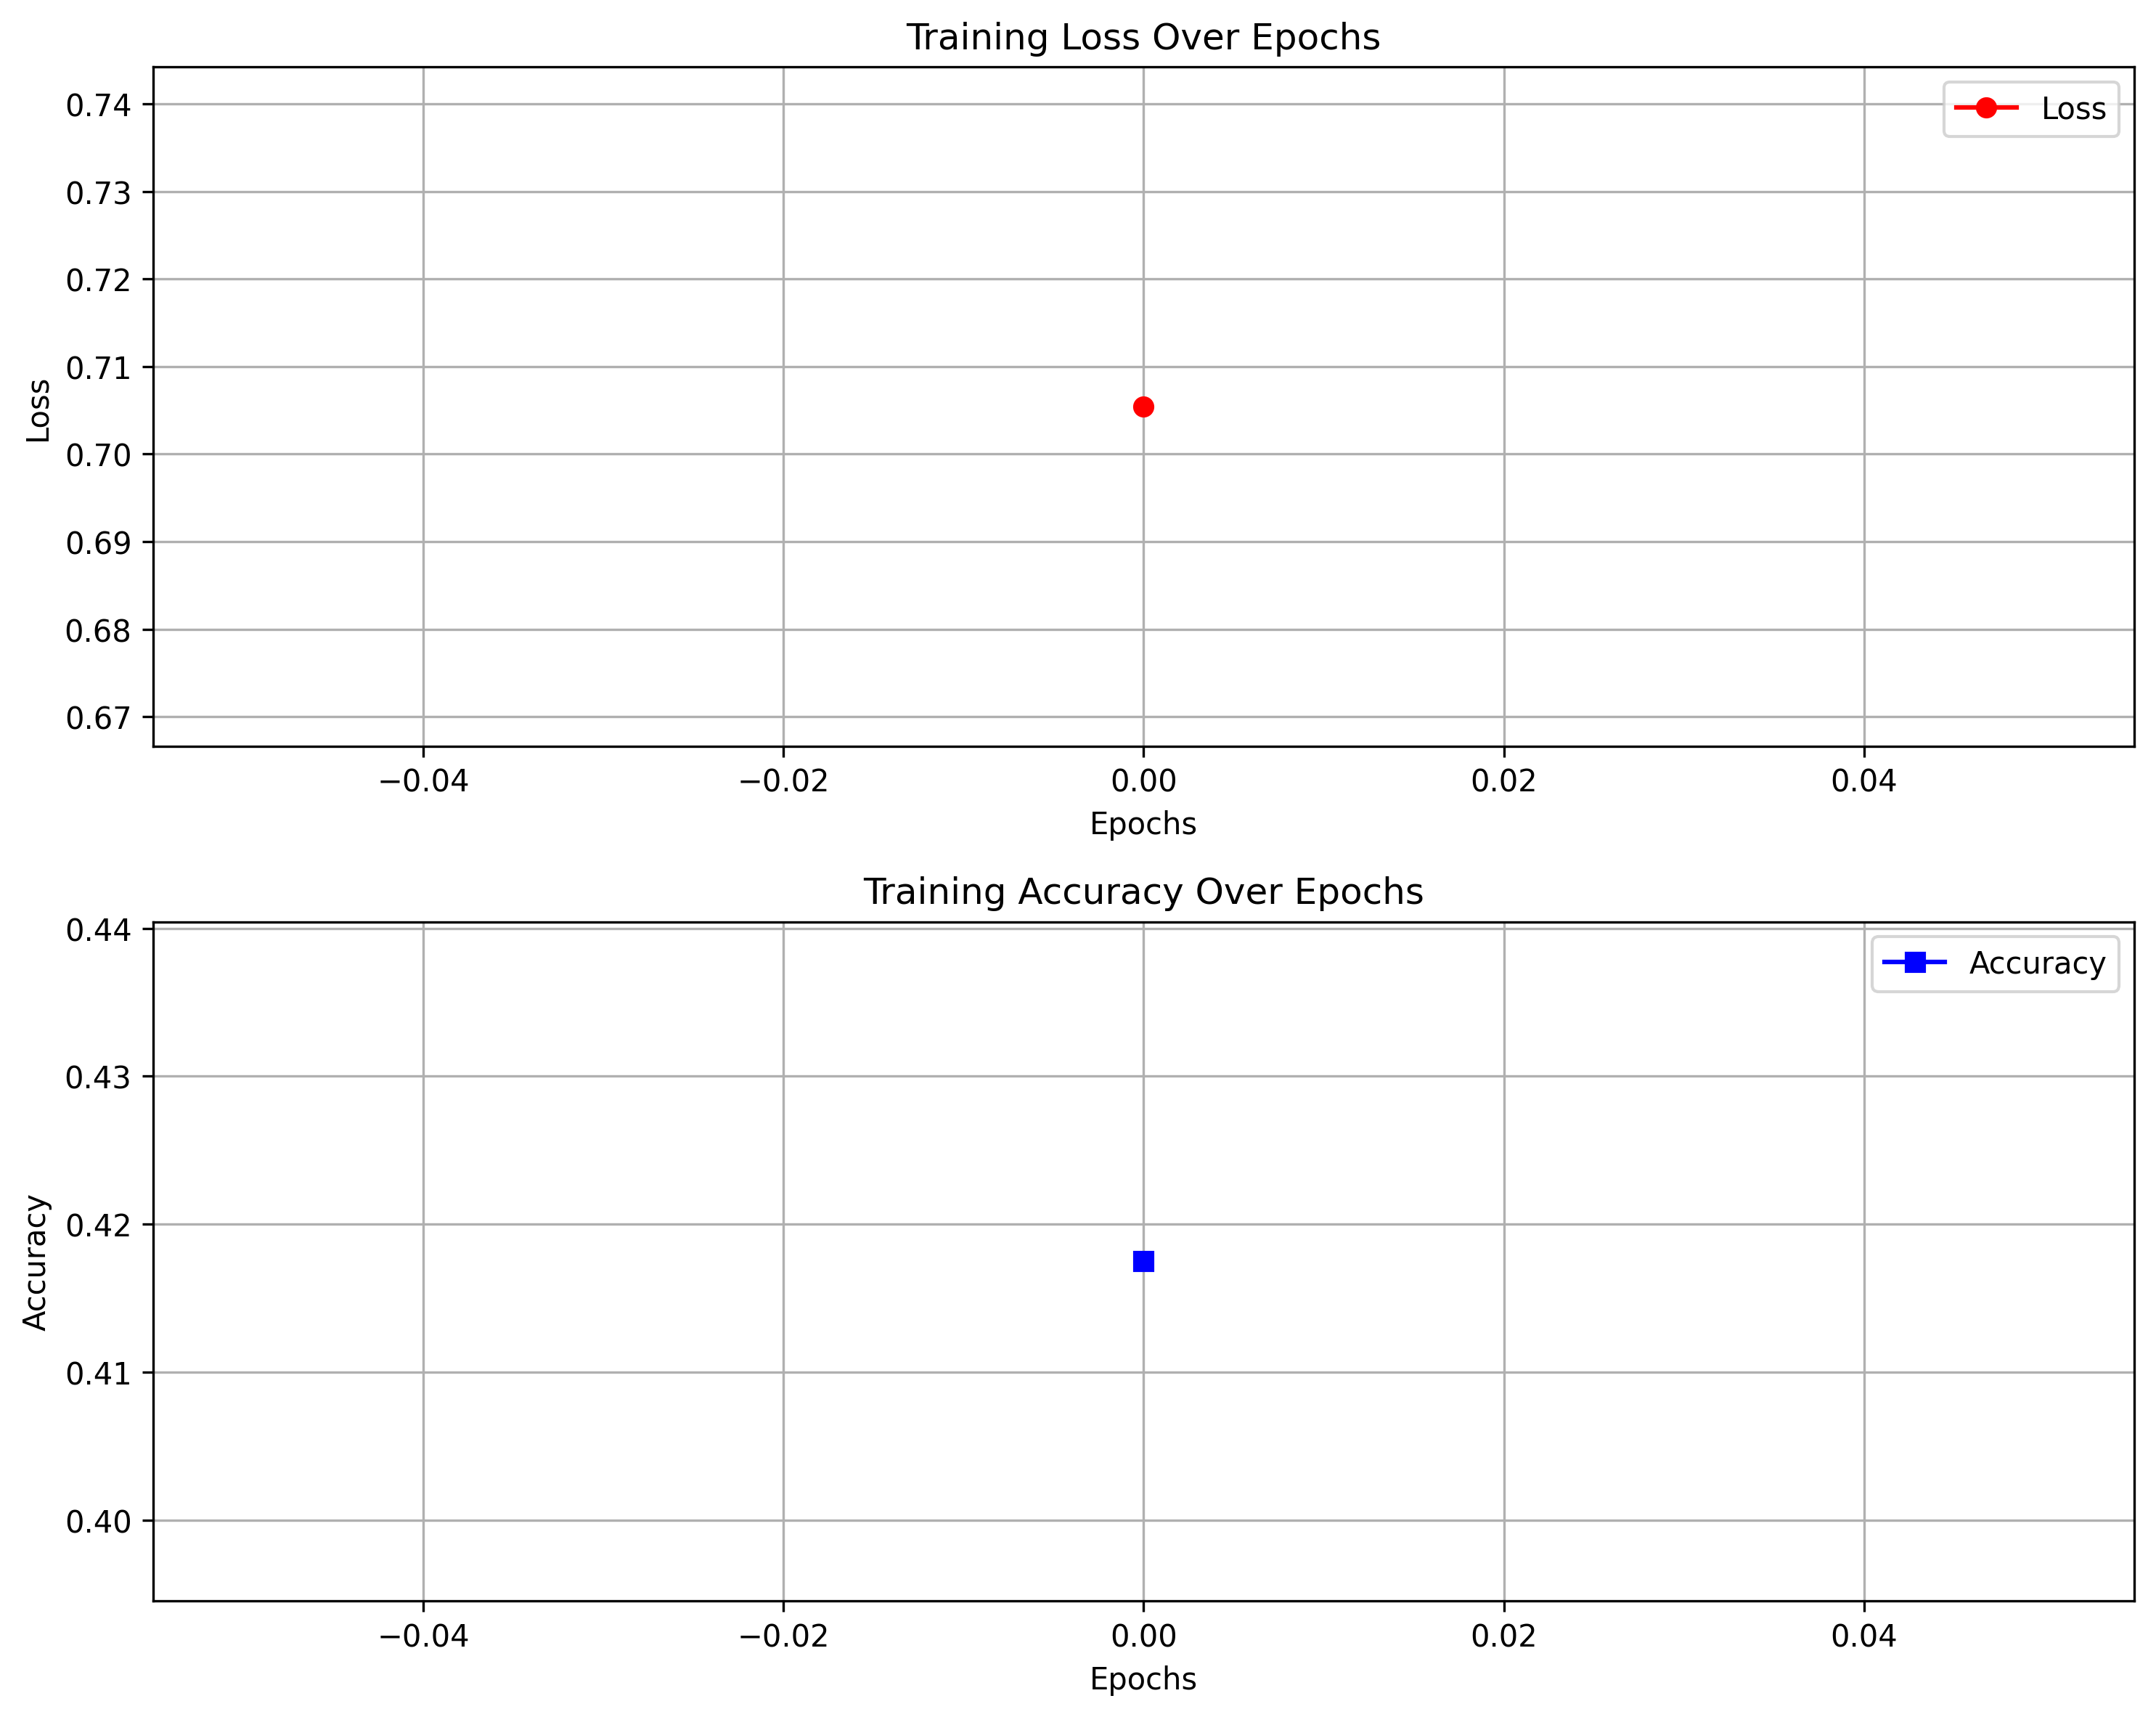 Training Loss Over Epochs
0.74
0.73
0.72
0.71
0.70
0.69
0.68
0.67
Loss
Loss
−0.04 −0.02 0.00 0.02 0.04
Epochs
Training Accuracy Over Epochs
0.44
0.43
0.42
0.41
0.40
Accuracy
Accuracy
−0.04 −0.02 0.00 0.02 0.04
Epochs